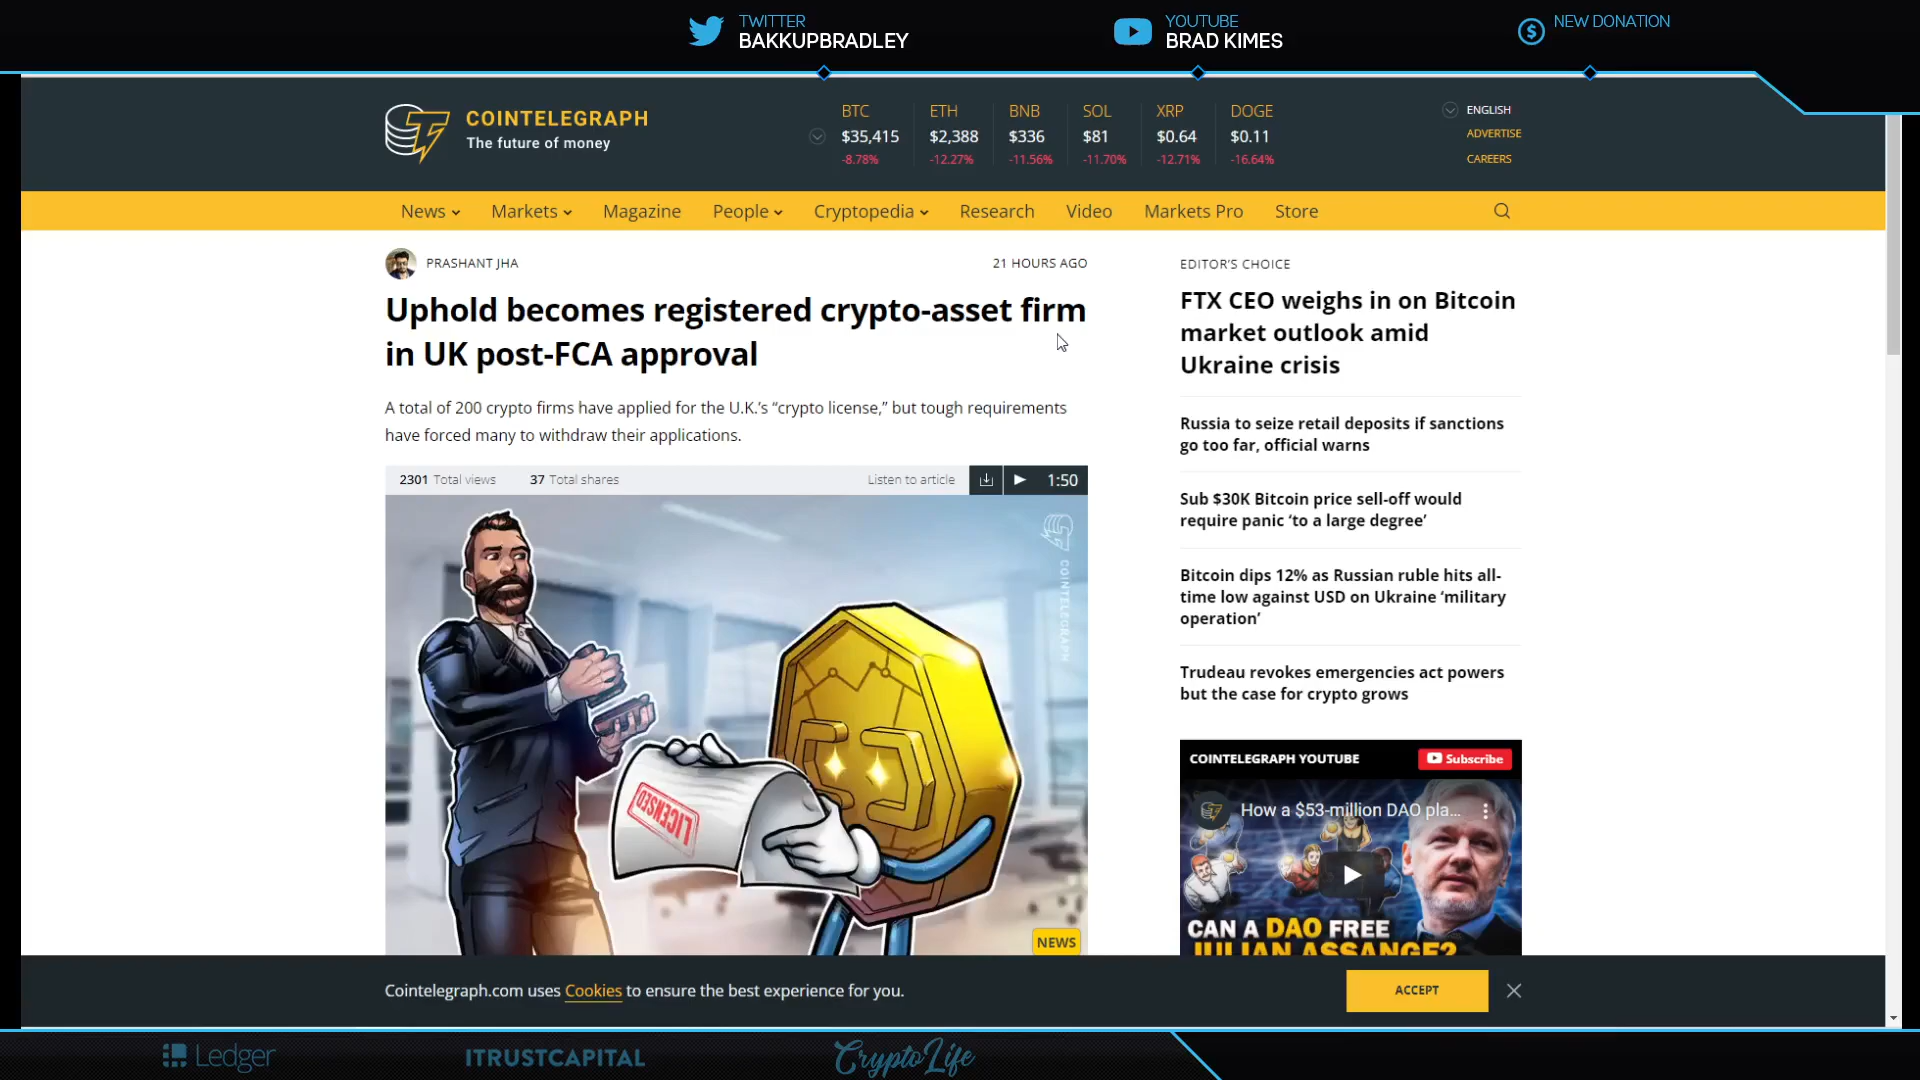 TWITTER
BAKKUPBRADLEY
YOUTUBE
BRAD KIMES
NEW DONATION
COINTELEGRAPH
The future of money
BTC
$35,415
-8.78%
ETH
$2,388
-12.27%
BNB
$336
-11.56%
SOL
$81
-11.70%
XRP
$0.64
-12.71%
DOGE
$0.11
-16.64%
ENGLISH
ADVERTISE
CAREERS
News Markets Magazine People Cryptopedia Research Video Markets Pro Store
PRASHANT JHA
21 HOURS AGO
Uphold becomes registered crypto-asset firm
in UK post-FCA approval
A total of 200 crypto firms have applied for the U.K.’s “crypto license,” but tough requirements
have forced many to withdraw their applications.
2301 Total views 37 Total shares Listen to article 1:50
COINTELEGRAPH
LICENSED
NEWS
EDITOR’S CHOICE
FTX CEO weighs in on Bitcoin
market outlook amid
Ukraine crisis
Russia to seize retail deposits if sanctions
go too far, official warns
Sub $30K Bitcoin price sell-off would
require panic ‘to a large degree’
Bitcoin dips 12% as Russian ruble hits all-
time low against USD on Ukraine ‘military
operation’
Trudeau revokes emergencies act powers
but the case for crypto grows
COINTELEGRAPH YOUTUBE
Subscribe
How a $53-million DAO pla...
CAN A DAO FREE
JULIAN ASSANGE?
Cointelegraph.com uses Cookies to ensure the best experience for you.
ACCEPT
Ledger
ITRUSTCAPITAL
CryptoLife